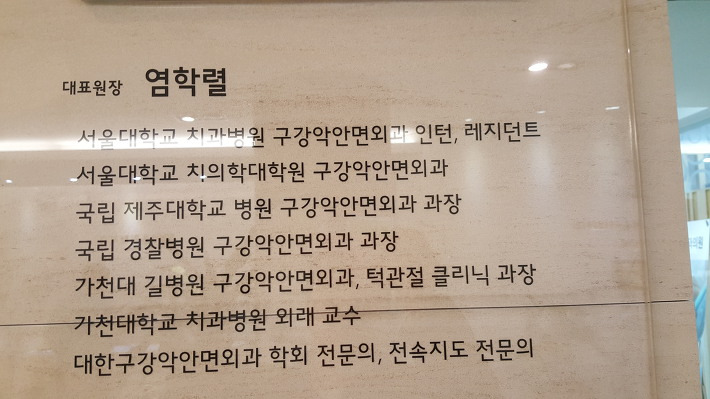 대표원장 염학렬
서울대학교 치과병원 구강악안면외과 인턴, 레지던트
서울대학교 치의학대학원 구강악안면외과
국립 제주대학교 병원 구강악안면외과 과장
국립 경찰병원 구강악안면외과 과장
가천대 길병원 구강악안면외과, 턱관절 클리닉 과장
가천대학교 치과병원 외래 교수
대한구강악안면외과 학회 전문의, 전속지도 전문의